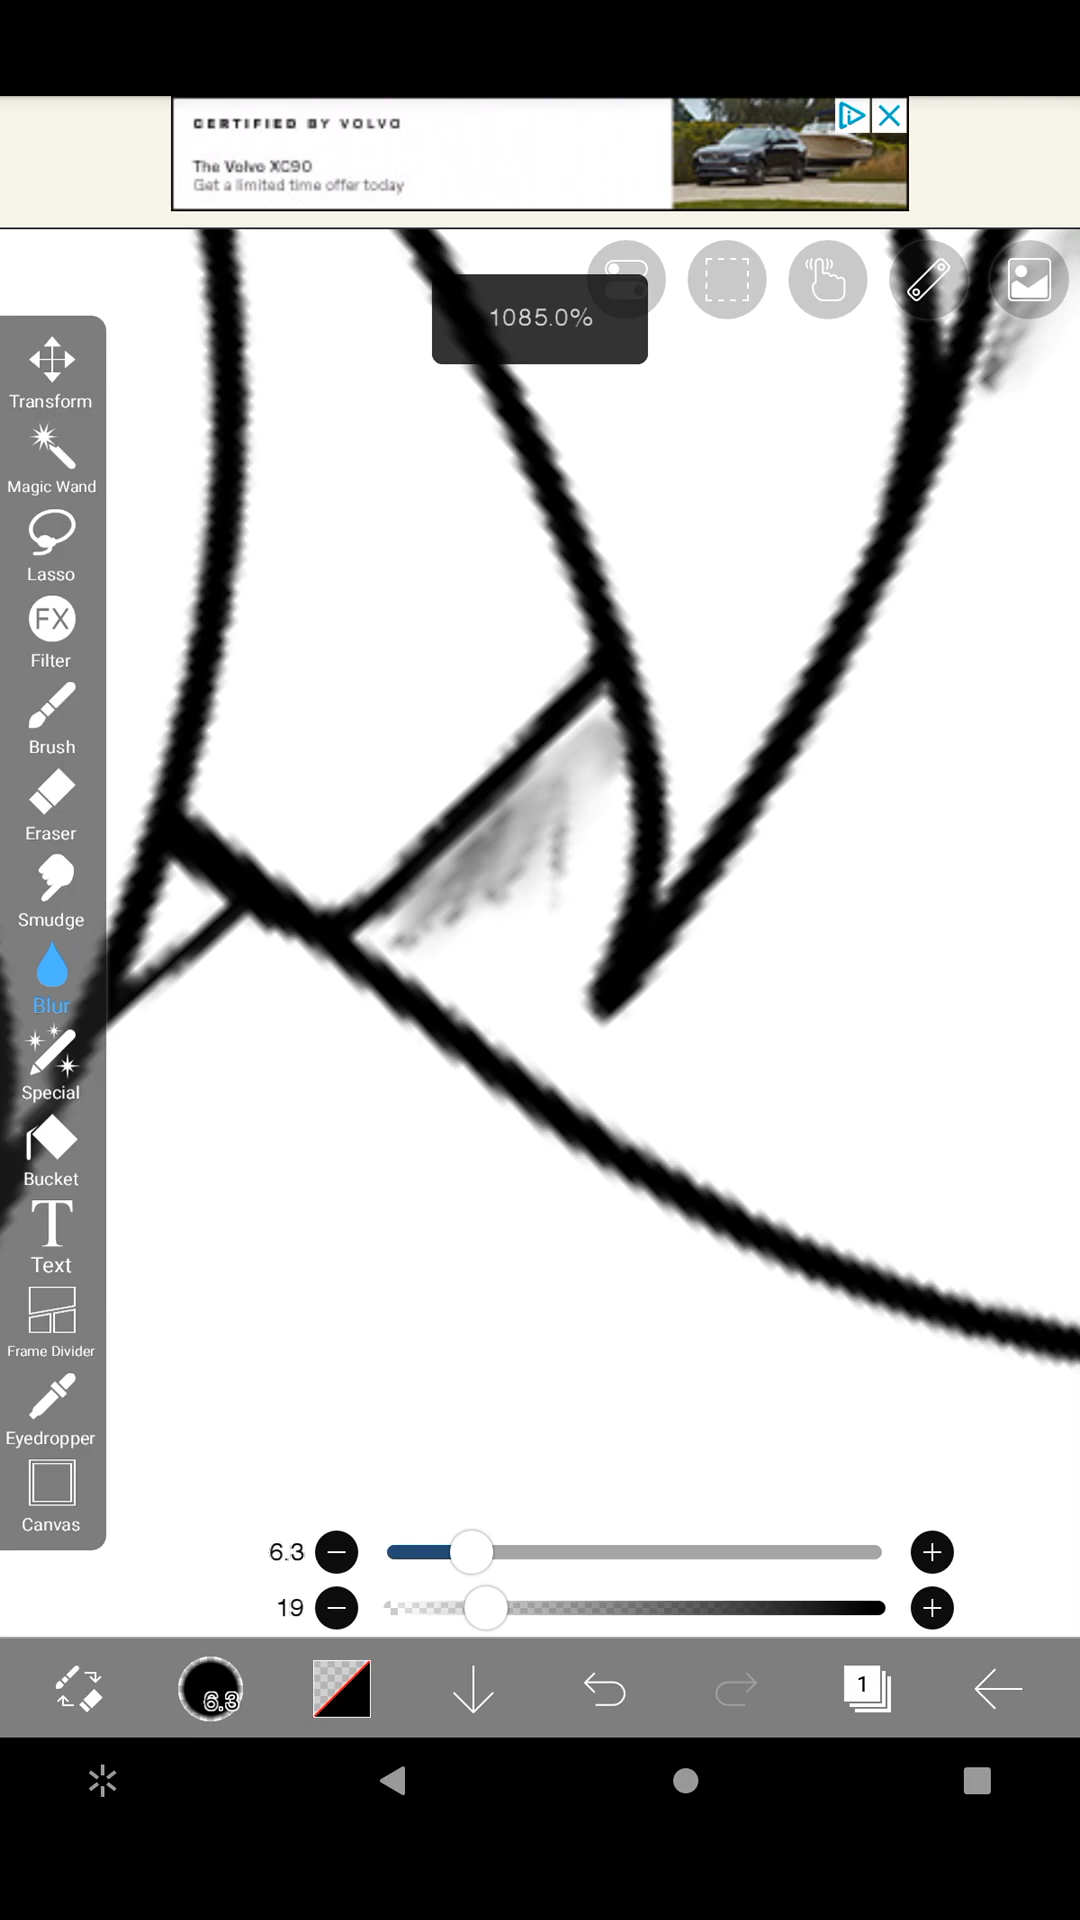 CERTIFIED BY VOLVO
The Volvo XC90
Get a limited time offer today
1085.0%
Transform
Magic Wand
Lasso
FX
Filter
Brush
Eraser
Smudge
Blur
Special
Bucket
T
Text
Frame Divider
Eyedropper
Canvas
6.3
19
6.3
1